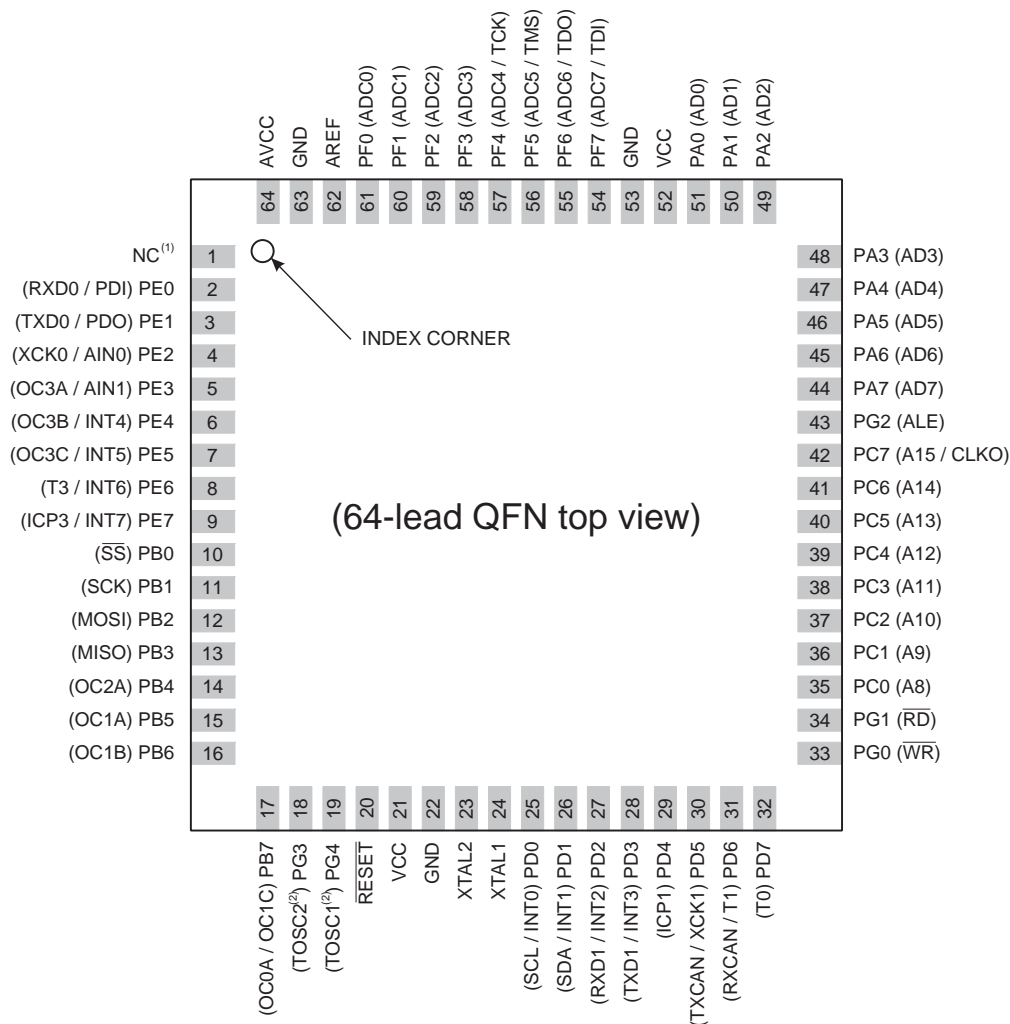 AVCC
GND
AREF
PF0 (ADC0)
PF1 (ADC1)
PF2 (ADC2)
PF3 (ADC3)
PF4 (ADC4 / TCK)
PF5 (ADC5 / TMS)
PF6 (ADC6 / TDO)
PF7 (ADC7 / TDI)
GND
VCC
PA0 (AD0)
PA1 (AD1)
PA2 (AD2)
64
63
62
61
60
59
58
57
56
55
54
53
52
51
50
49
NC(1) 1
(RXD0 / PDI) PE0 2
(TXD0 / PDO) PE1 3
(XCK0 / AIN0) PE2 4
(OC3A / AIN1) PE3 5
(OC3B / INT4) PE4 6
(OC3C / INT5) PE5 7
(T3 / INT6) PE6 8
(ICP3 / INT7) PE7 9
(S̅S̅) PB0 10
(SCK) PB1 11
(MOSI) PB2 12
(MISO) PB3 13
(OC2A) PB4 14
(OC1A) PB5 15
(OC1B) PB6 16
INDEX CORNER
(64-lead QFN top view)
48 PA3 (AD3)
47 PA4 (AD4)
46 PA5 (AD5)
45 PA6 (AD6)
44 PA7 (AD7)
43 PG2 (ALE)
42 PC7 (A15 / CLKO)
41 PC6 (A14)
40 PC5 (A13)
39 PC4 (A12)
38 PC3 (A11)
37 PC2 (A10)
36 PC1 (A9)
35 PC0 (A8)
34 PG1 (R̅D̅)
33 PG0 (W̅R̅)
17
18
19
20
21
22
23
24
25
26
27
28
29
30
31
32
(OC0A / OC1C) PB7
(TOSC2(2)) PG3
(TOSC1(2)) PG4
R̅E̅S̅E̅T̅
VCC
GND
XTAL2
XTAL1
(SCL / INT0) PD0
(SDA / INT1) PD1
(RXD1 / INT2) PD2
(TXD1 / INT3) PD3
(ICP1) PD4
(TXCAN / XCK1) PD5
(RXCAN / T1) PD6
(T0) PD7